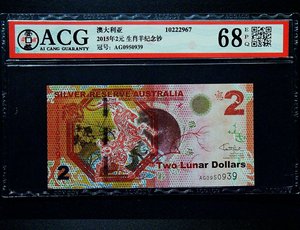 ACG
AI CANG GUARANTY
澳大利亚 10222967
2015年2元 生肖羊纪念钞
冠号: AG0950939
68 EPQ
SILVER RESERVE AUSTRALIA
2
2
Two Lunar Dollars
AG0950939